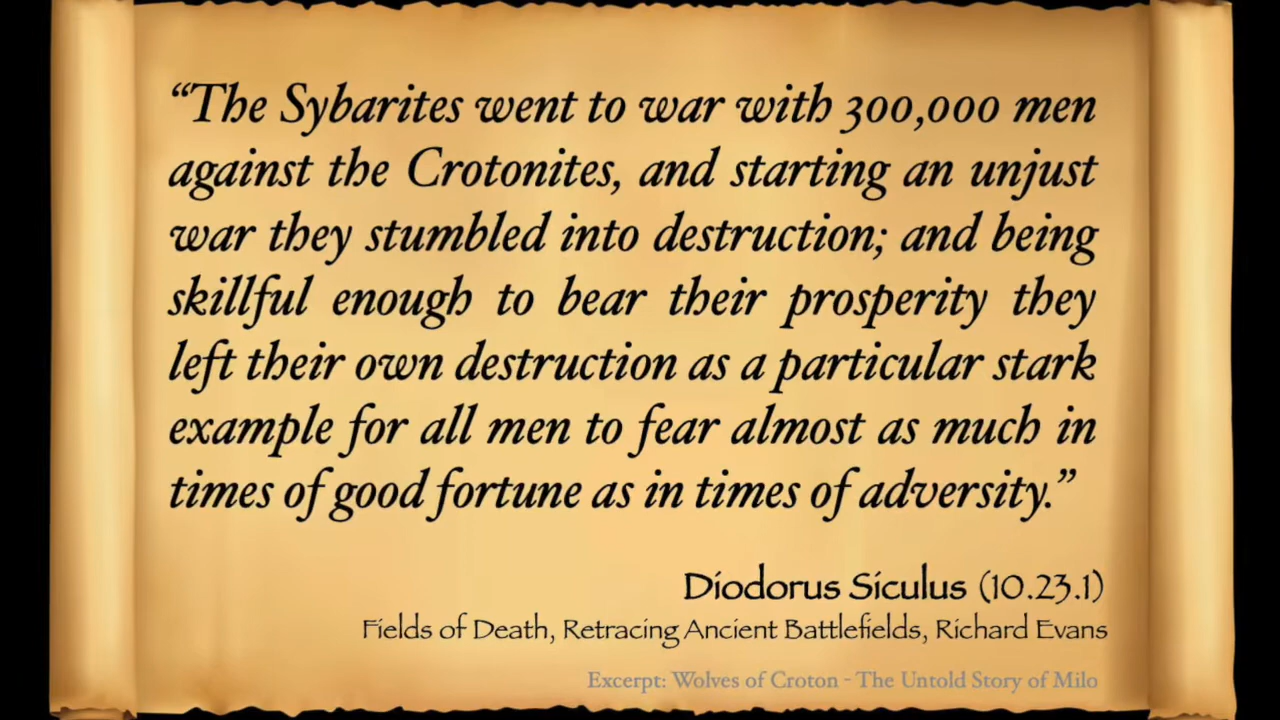 “The Sybarites went to war with 300,000 men
against the Crotonites, and starting an unjust
war they stumbled into destruction; and being
skillful enough to bear their prosperity they
left their own destruction as a particular stark
example for all men to fear almost as much in
times of good fortune as in times of adversity.”
Diodorus Siculus (10.23.1)
Fields of Death, Retracing Ancient Battlefields, Richard Evans
Excerpt: Wolves of Croton - The Untold Story of Milo